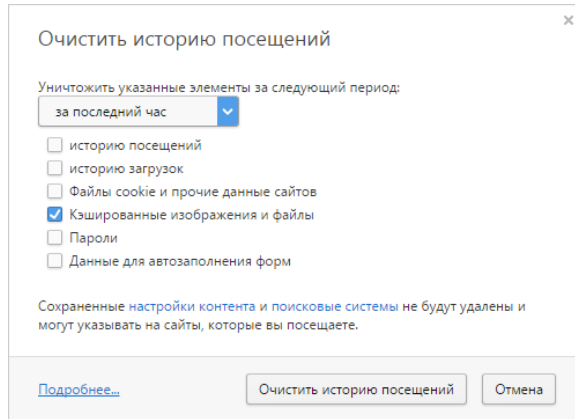 Очистить историю посещений
Уничтожить указанные элементы за следующий период:
за последний час
историю посещений
историю загрузок
Файлы cookie и прочие данные сайтов
Кэшированные изображения и файлы
Пароли
Данные для автозаполнения форм
Сохраненные настройки контента и поисковые системы не будут удалены и
могут указывать на сайты, которые вы посещаете.
Подробнее... Очистить историю посещений Отмена